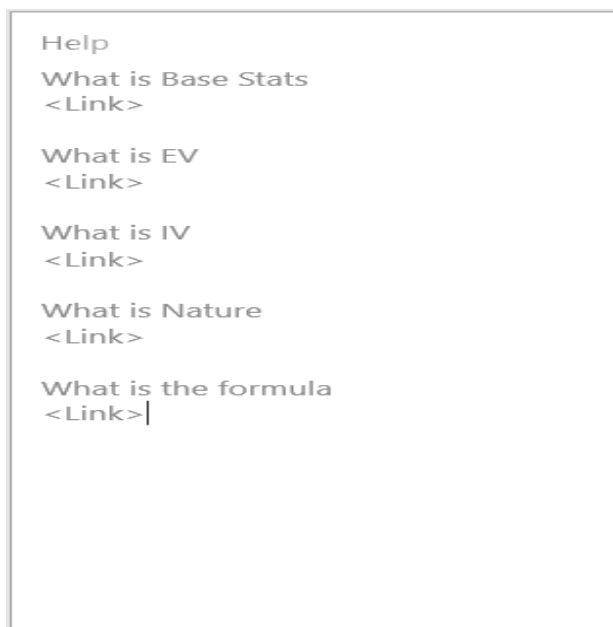 Help
What is Base Stats
<Link>
What is EV
<Link>
What is IV
<Link>
What is Nature
<Link>
What is the formula
<Link>